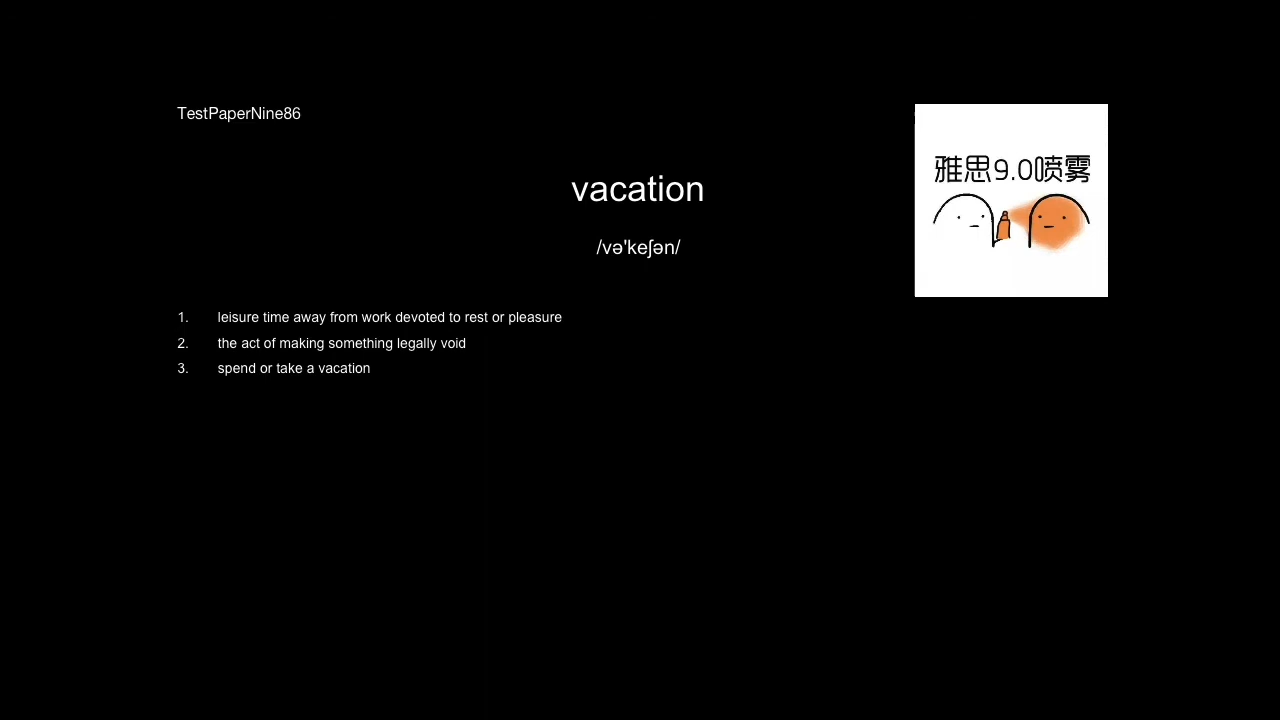 TestPaperNine86
雅思9.0喷雾
vacation
/və'keʃən/
1. leisure time away from work devoted to rest or pleasure
2. the act of making something legally void
3. spend or take a vacation